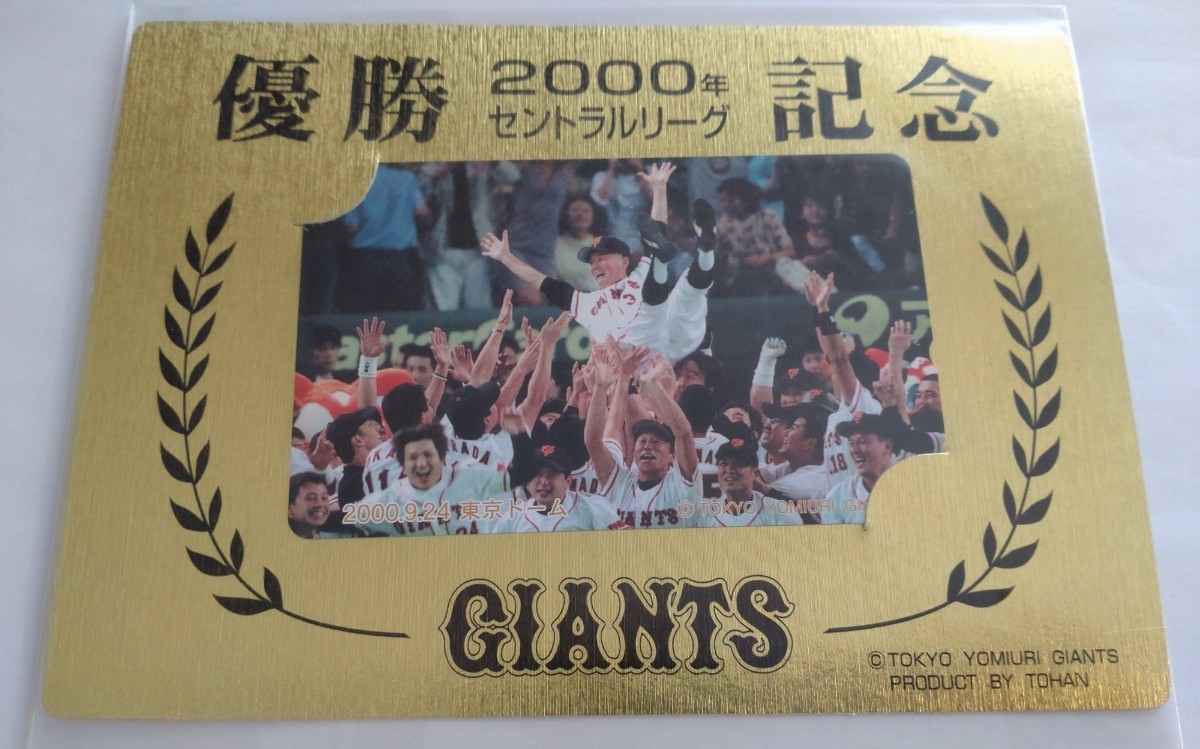 優勝 2000年 記念
セントラルリーグ
2000.9.24 東京ドーム
© TOKYO YOMIURI GI
GIANTS
© TOKYO YOMIURI GIANTS
PRODUCT BY TOHAN